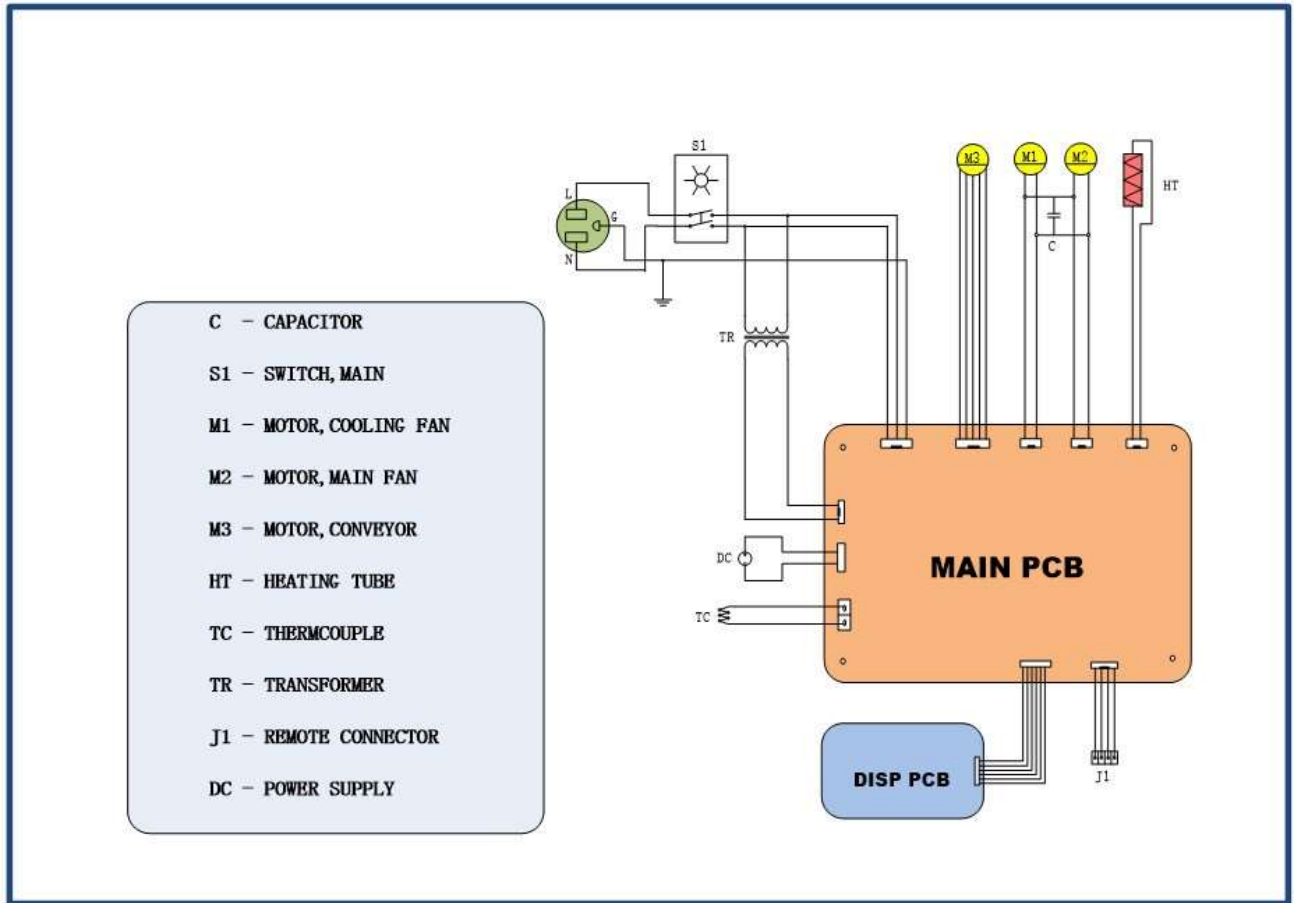 S1
M3
M1
M2
HT
L
G
N
C
TR
C - CAPACITOR
S1 - SWITCH,MAIN
M1 - MOTOR,COOLING FAN
M2 - MOTOR,MAIN FAN
M3 - MOTOR,CONVEYOR
HT - HEATING TUBE
TC - THERMCOUPLE
TR - TRANSFORMER
J1 - REMOTE CONNECTOR
DC - POWER SUPPLY
DC
MAIN PCB
TC
DISP PCB
J1